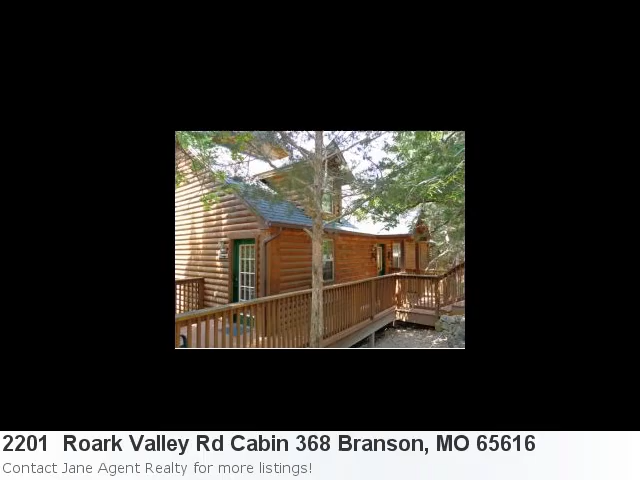 2201  Roark Valley Rd Cabin 368 Branson, MO 65616
Contact Jane Agent Realty for more listings!